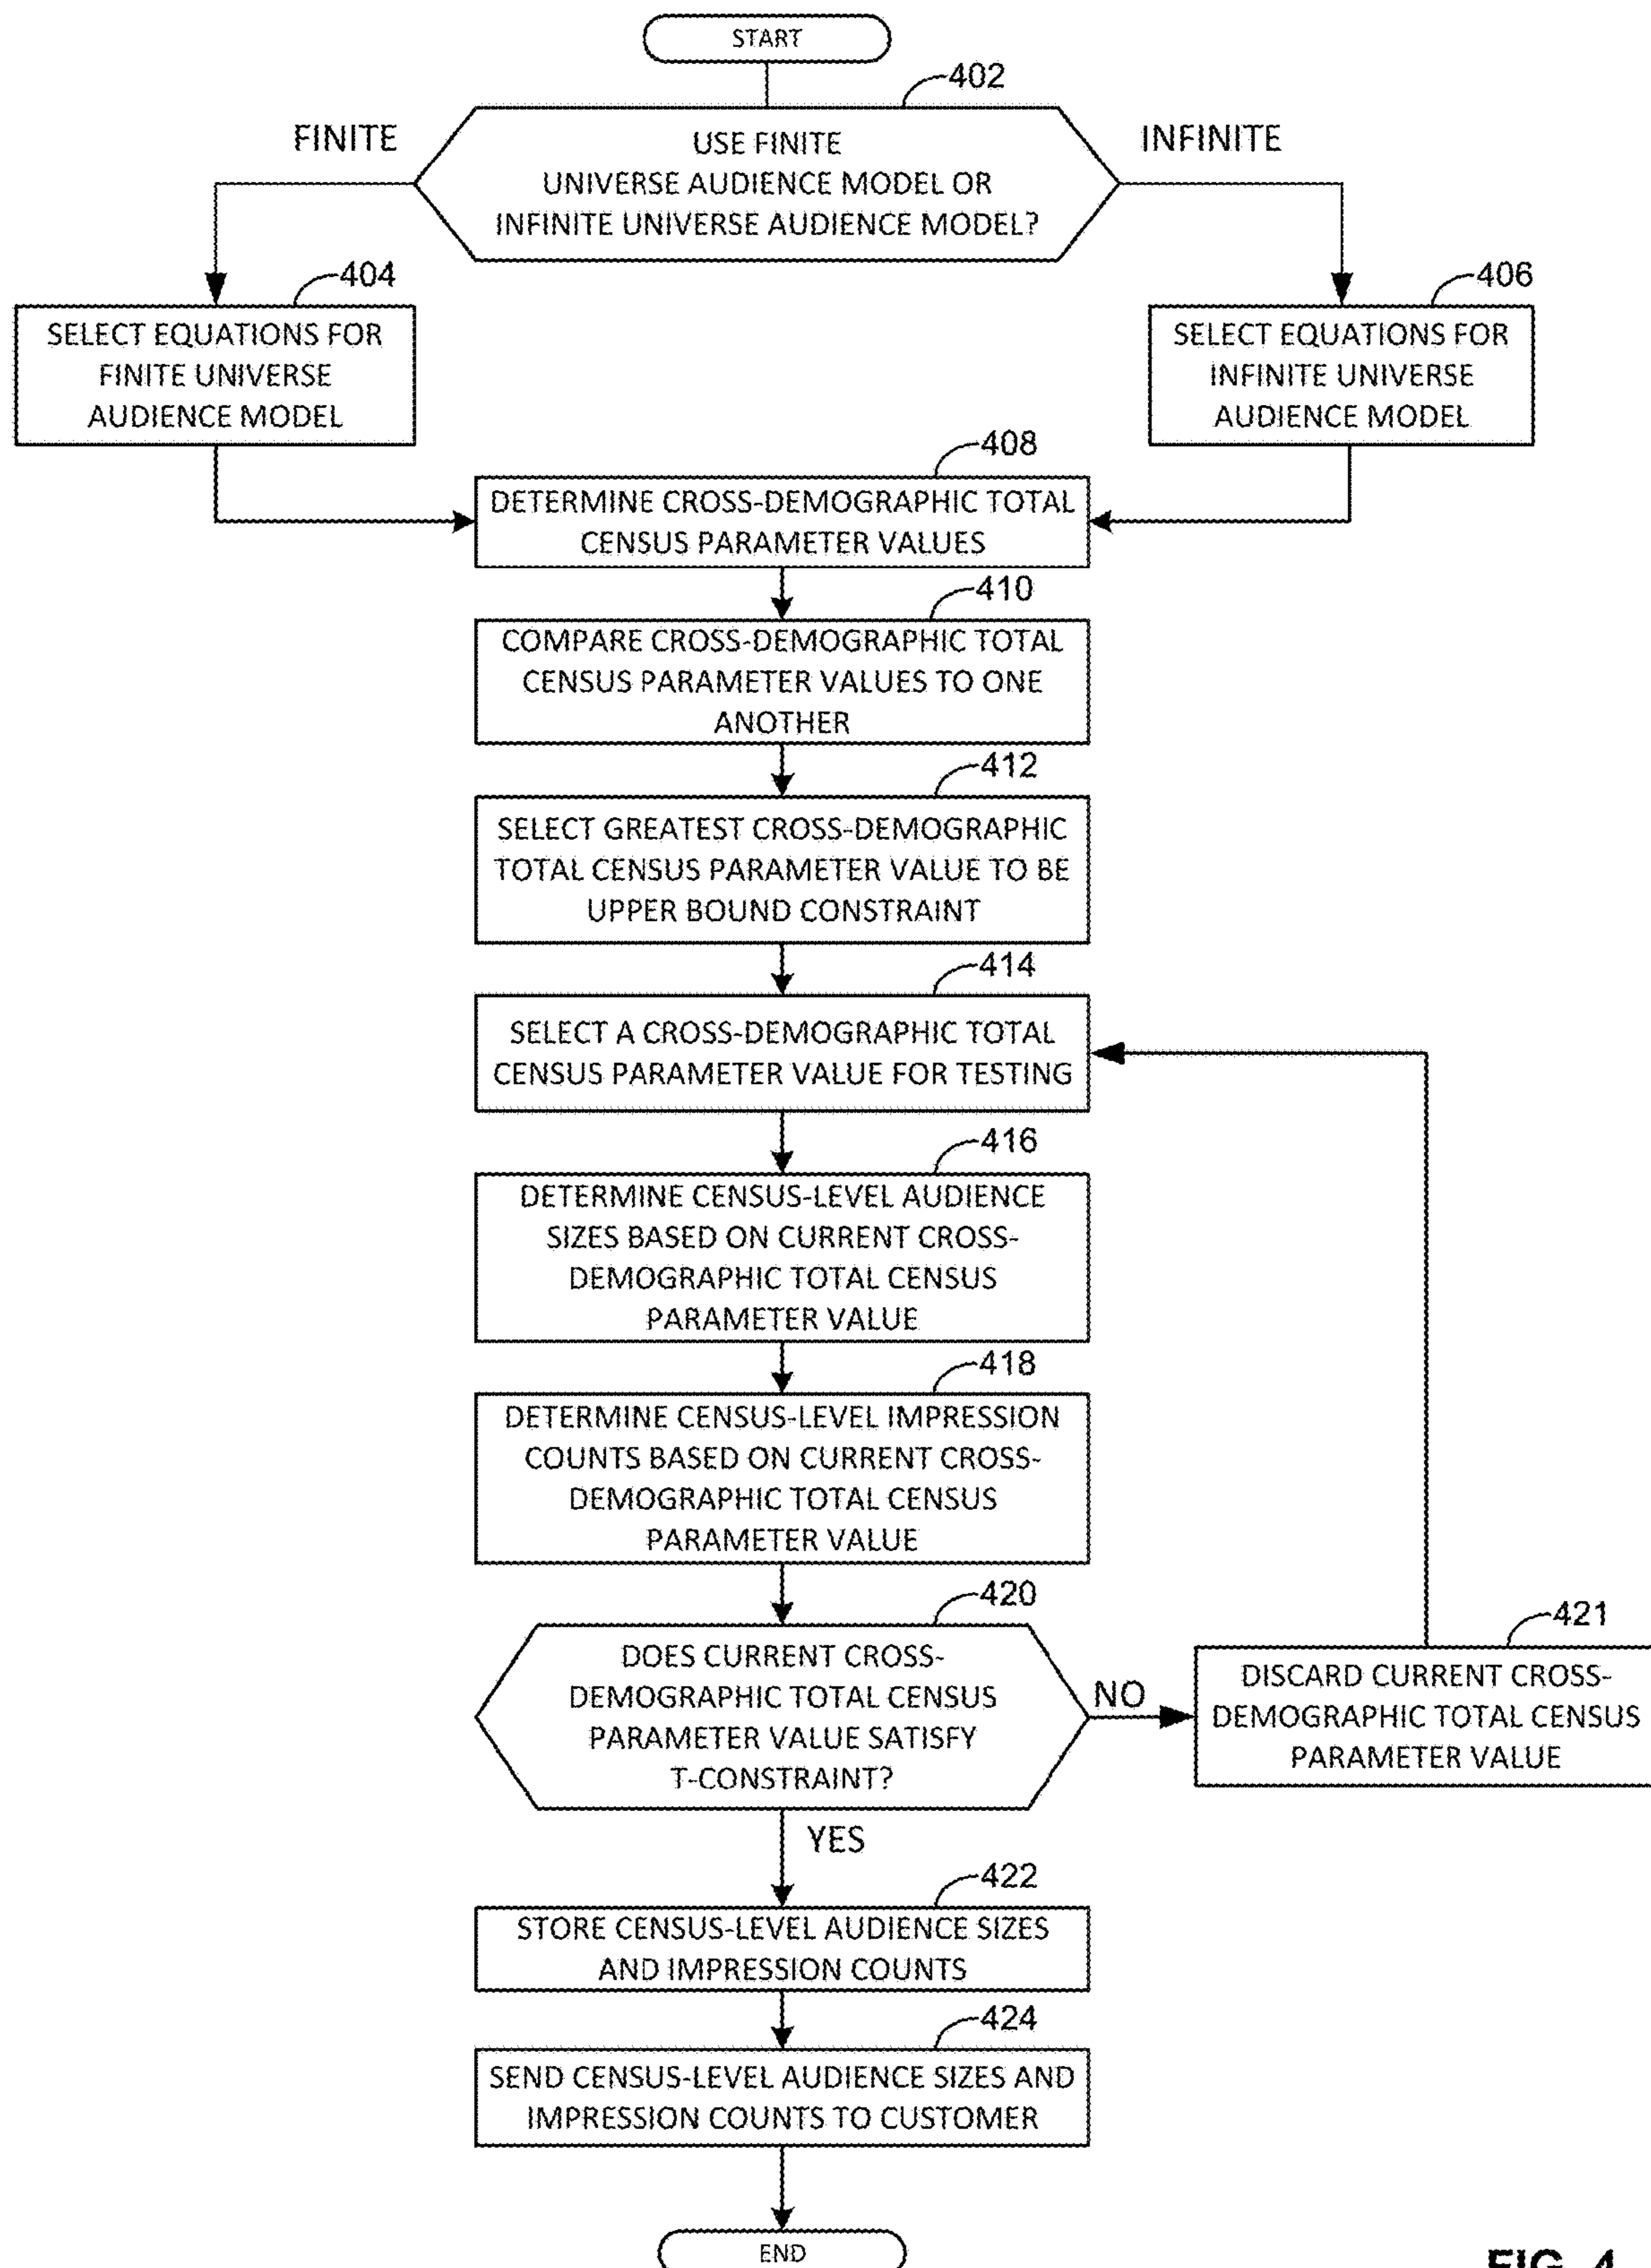 START
402
FINITE
USE FINITE
UNIVERSE AUDIENCE MODEL OR
INFINITE UNIVERSE AUDIENCE MODEL?
INFINITE
404
SELECT EQUATIONS FOR
FINITE UNIVERSE
AUDIENCE MODEL
406
SELECT EQUATIONS FOR
INFINITE UNIVERSE
AUDIENCE MODEL
408
DETERMINE CROSS-DEMOGRAPHIC TOTAL
CENSUS PARAMETER VALUES
410
COMPARE CROSS-DEMOGRAPHIC TOTAL
CENSUS PARAMETER VALUES TO ONE
ANOTHER
412
SELECT GREATEST CROSS-DEMOGRAPHIC
TOTAL CENSUS PARAMETER VALUE TO BE
UPPER BOUND CONSTRAINT
414
SELECT A CROSS-DEMOGRAPHIC TOTAL
CENSUS PARAMETER VALUE FOR TESTING
416
DETERMINE CENSUS-LEVEL AUDIENCE
SIZES BASED ON CURRENT CROSS-
DEMOGRAPHIC TOTAL CENSUS
PARAMETER VALUE
418
DETERMINE CENSUS-LEVEL IMPRESSION
COUNTS BASED ON CURRENT CROSS-
DEMOGRAPHIC TOTAL CENSUS
PARAMETER VALUE
420
DOES CURRENT CROSS-
DEMOGRAPHIC TOTAL CENSUS
PARAMETER VALUE SATISFY
T-CONSTRAINT?
NO
421
DISCARD CURRENT CROSS-
DEMOGRAPHIC TOTAL CENSUS
PARAMETER VALUE
YES
422
STORE CENSUS-LEVEL AUDIENCE SIZES
AND IMPRESSION COUNTS
424
SEND CENSUS-LEVEL AUDIENCE SIZES AND
IMPRESSION COUNTS TO CUSTOMER
END
FIG. 4